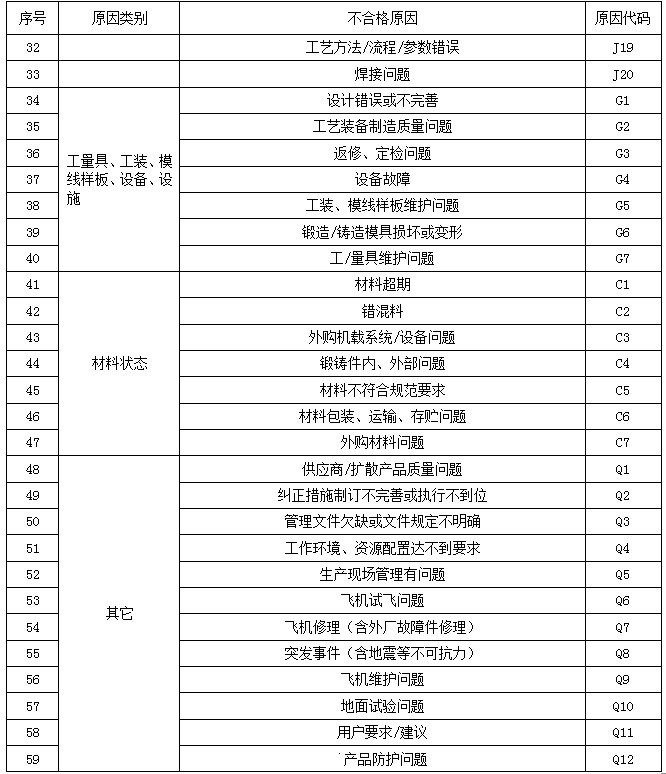 序号 原因类别 不合格原因 原因代码
32 工艺方法/流程/参数错误 J19
33 焊接问题 J20
34 设计错误或不完善 G1
35 工艺装备制造质量问题 G2
36 工量具、工装、模线样板、设备、设施 返修、定检问题 G3
37 设备故障 G4
38 工装、模线样板维护问题 G5
39 锻造/铸造模具损坏或变形 G6
40 工/量具维护问题 G7
41 材料超期 C1
42 错混料 C2
43 外购机载系统/设备问题 C3
44 材料状态 锻铸件内、外部问题 C4
45 材料不符合规范要求 C5
46 材料包装、运输、存贮问题 C6
47 外购材料问题 C7
48 供应商/扩散产品质量问题 Q1
49 纠正措施制订不完善或执行不到位 Q2
50 管理文件欠缺或文件规定不明确 Q3
51 工作环境、资源配置达不到要求 Q4
52 生产现场管理有问题 Q5
53 其它 飞机试飞问题 Q6
54 飞机修理（含外厂故障件修理） Q7
55 突发事件（含地震等不可抗力） Q8
56 飞机维护问题 Q9
57 地面试验问题 Q10
58 用户要求/建议 Q11
59 产品防护问题 Q12